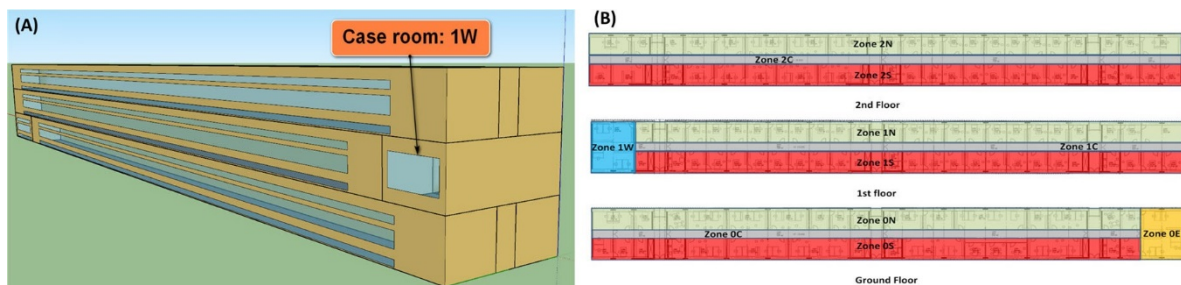 (A)
Case room: 1W
(B)
Zone 2N
Zone 2C
Zone 2S
2nd Floor
Zone 1N
Zone 1W
Zone 1C
Zone 1S
1st floor
Zone 0N
Zone 0C
Zone 0E
Zone 0S
Ground Floor